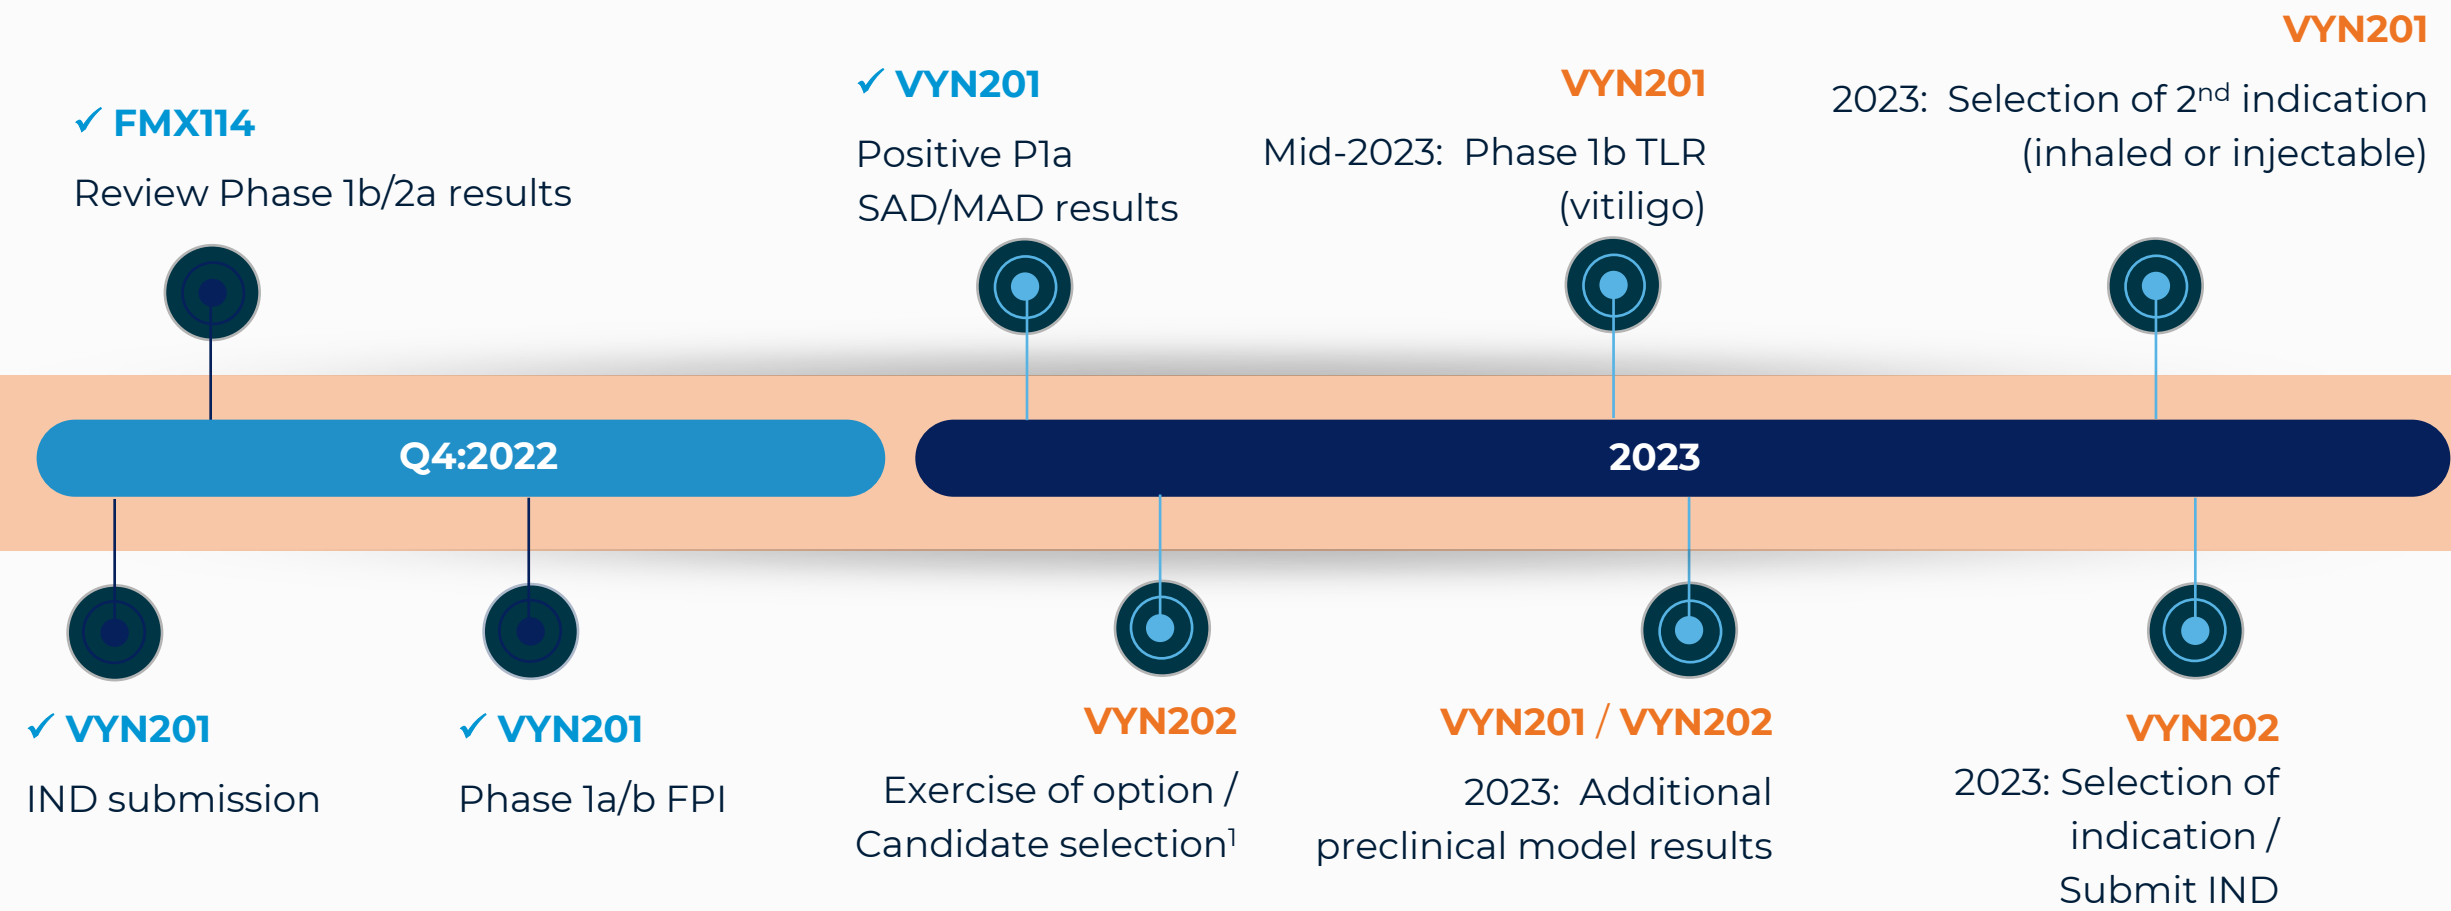 ✓ FMX114
Review Phase 1b/2a results
✓ VYN201
Positive P1a
SAD/MAD results
VYN201
Mid-2023: Phase 1b TLR
(vitiligo)
VYN201
2023: Selection of 2nd indication
(inhaled or injectable)
Q4:2022
2023
✓ VYN201
IND submission
✓ VYN201
Phase 1a/b FPI
VYN202
Exercise of option /
Candidate selection1
VYN201 / VYN202
2023: Additional
preclinical model results
VYN202
2023: Selection of
indication /
Submit IND